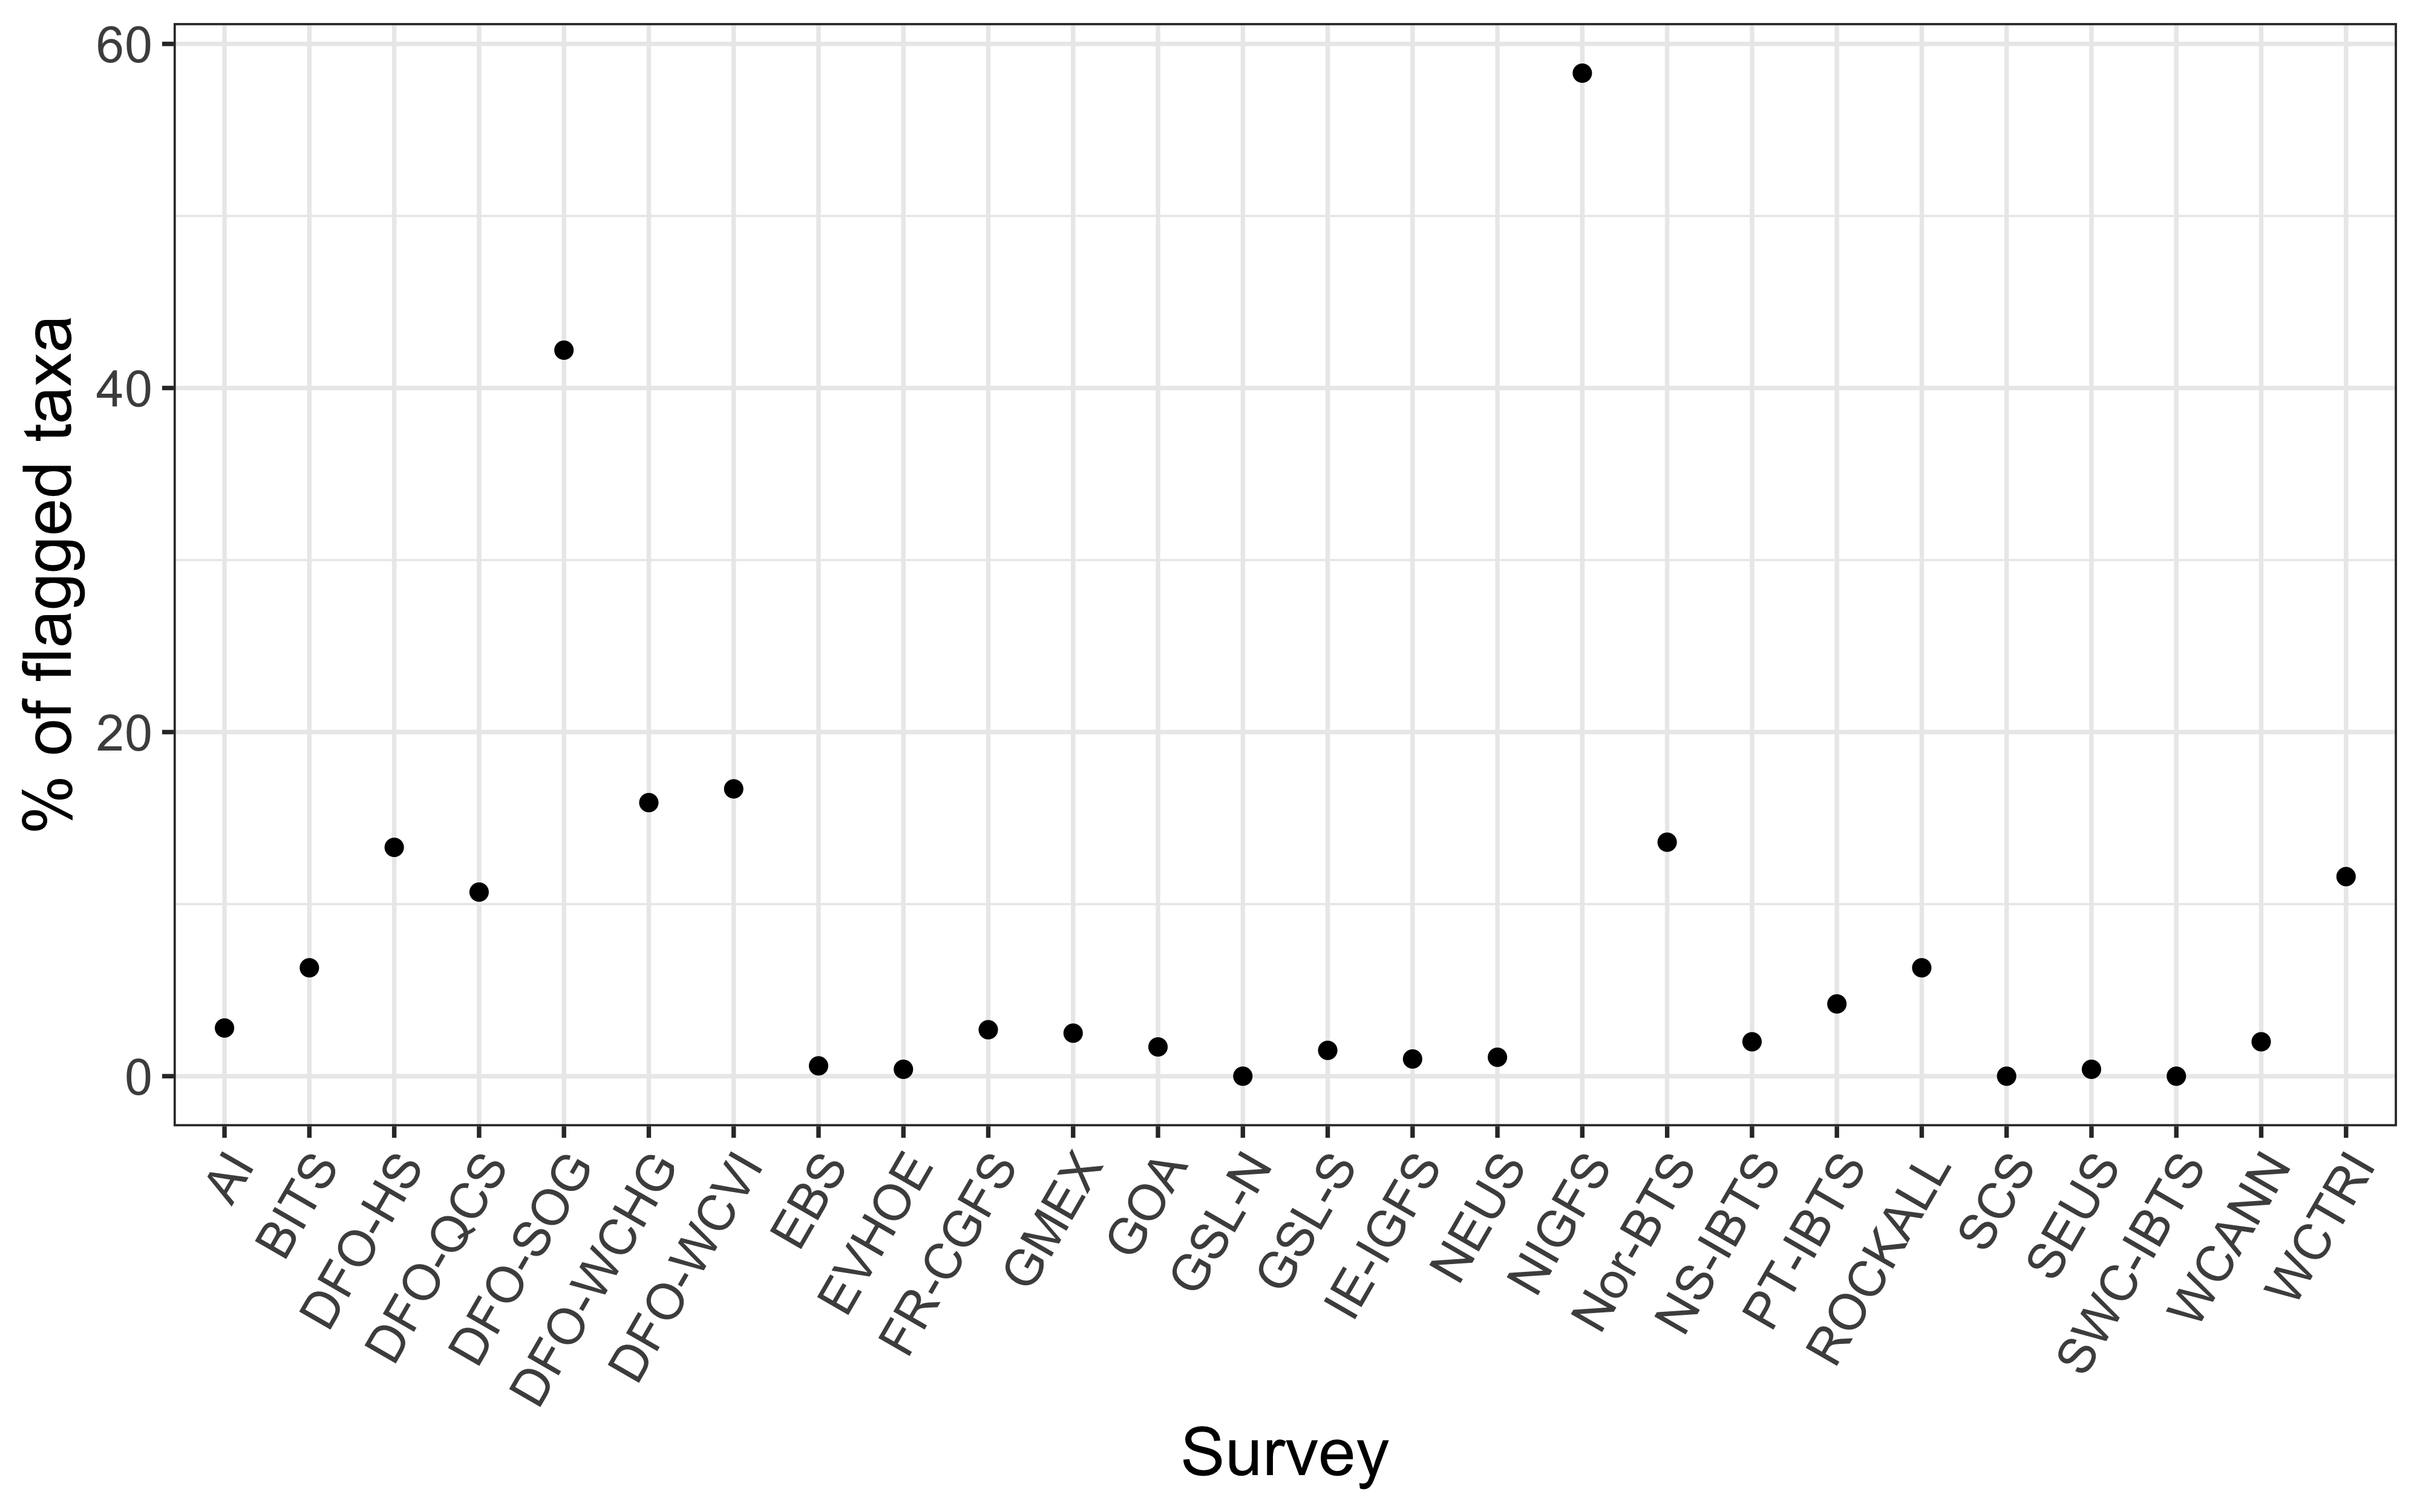 % of flagged taxa
60
40
20
0
AI
BITS
DFO-HS
DFO-QCS
DFO-SOG
DFO-WCHG
DFO-WCVI
EBS
EVHOE
FR-CGFS
GMEX
GOA
GSL-N
GSL-S
IE-IGFS
NEUS
NIGFS
Nor-BTS
NS-IBTS
PT-IBTS
ROCKALL
SCS
SEUS
SWC-IBTS
WCANN
WCTRI
Survey